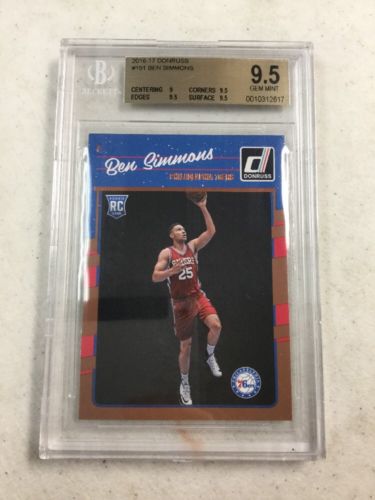 BECKETT
2016-17 DONRUSS
#151 BEN SIMMONS
9.5
GEM MINT
CENTERING 9 CORNERS 9.5
EDGES 9.5 SURFACE 9.5
0010312617
Ben Simmons
DONRUSS
RC
SIXERS
25
76ers
PHILADELPHIA